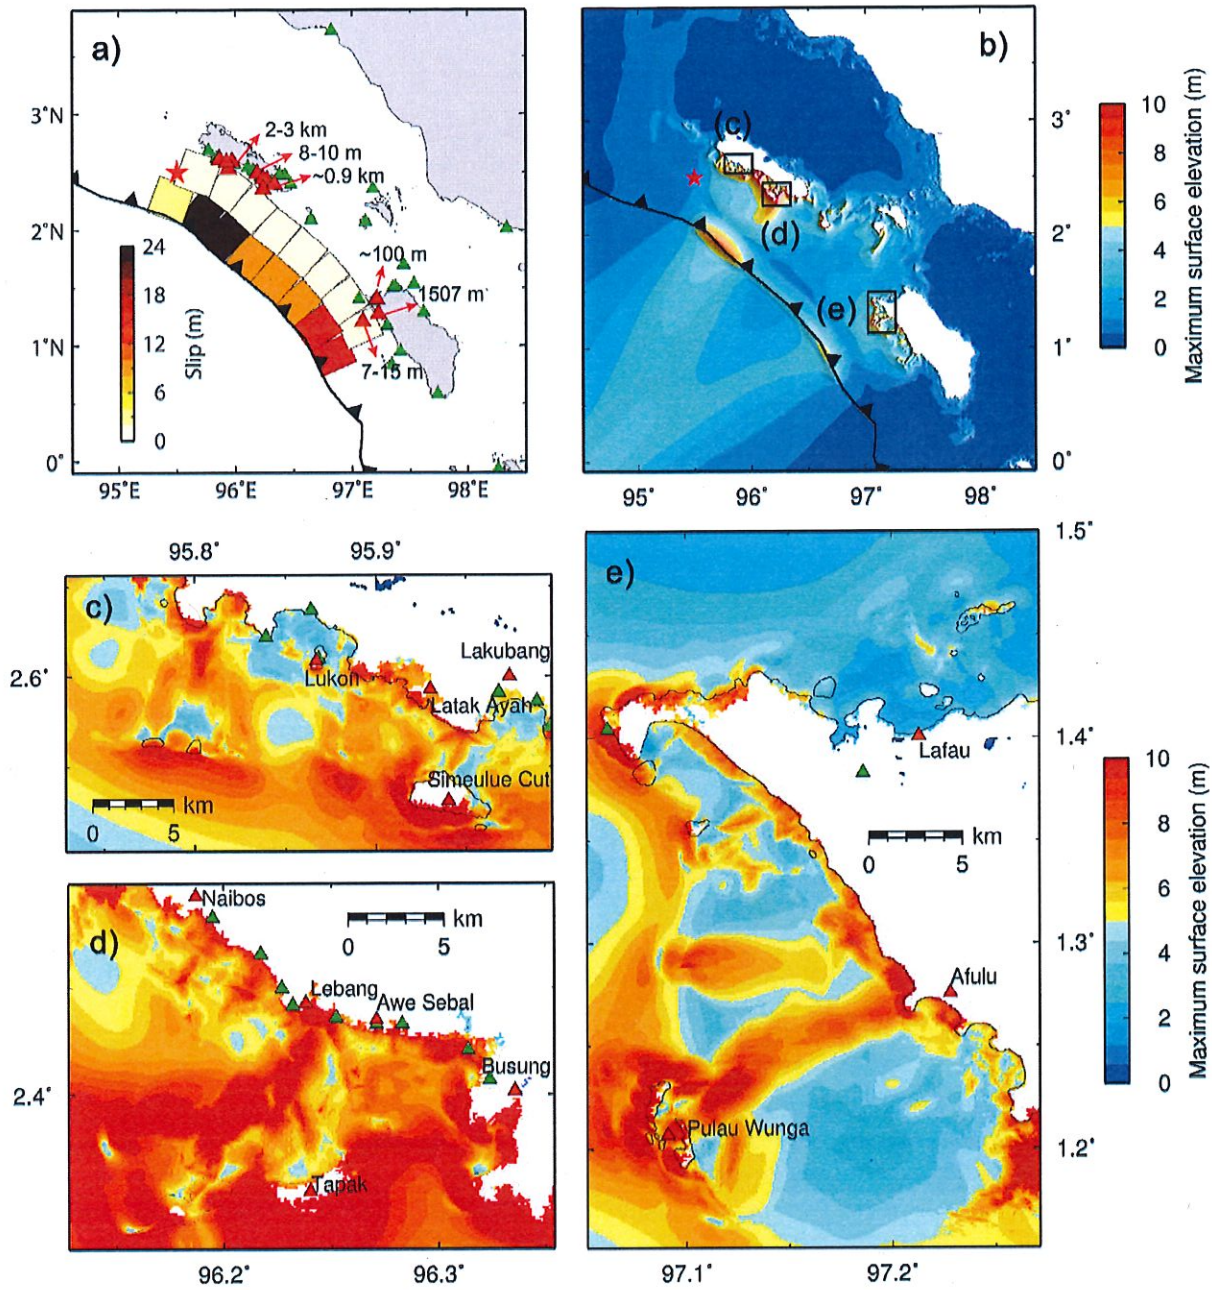 a)
3°N
2°N
1°N
0°
95°E
96°E
97°E
98°E
2-3 km
8-10 m
~0.9 km
~100 m
1507 m
7-15 m
24
18
12
6
0
Slip (m)
b)
(c)
(d)
(e)
3°
2°
1°
0°
95°
96°
97°
98°
10
8
6
4
2
0
Maximum surface elevation (m)
95.8°
95.9°
c)
2.6°
Lakubang
Lukon
Latak Ayah
Simeulue Cut
km
0 5
d)
2.4°
Naibos
km
0 5
Lebang
Awe Sebal
Busung
Tapak
96.2°
96.3°
e)
1.5°
1.4°
1.3°
1.2°
Lafau
km
0 5
Afulu
Pulau Wunga
97.1°
97.2°
10
8
6
4
2
0
Maximum surface elevation (m)